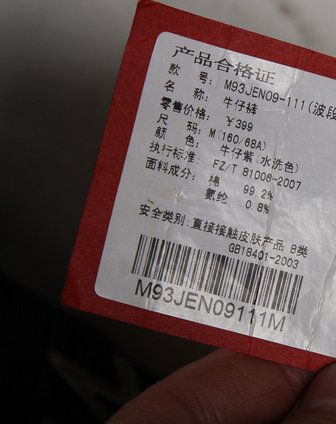 产品合格证
款 号: M93JEN09-111(波段
名 称: 牛仔裤
零售价格: ￥399
尺 码: M(160/68A)
颜 色: 牛仔紫(水洗色)
执行标准: FZ/T 81006-2007
面料成分: 棉 99.2%
氨纶 0.8%
安全类别:直接接触皮肤产品 B类
GB18401-2003
M93JEN09111M